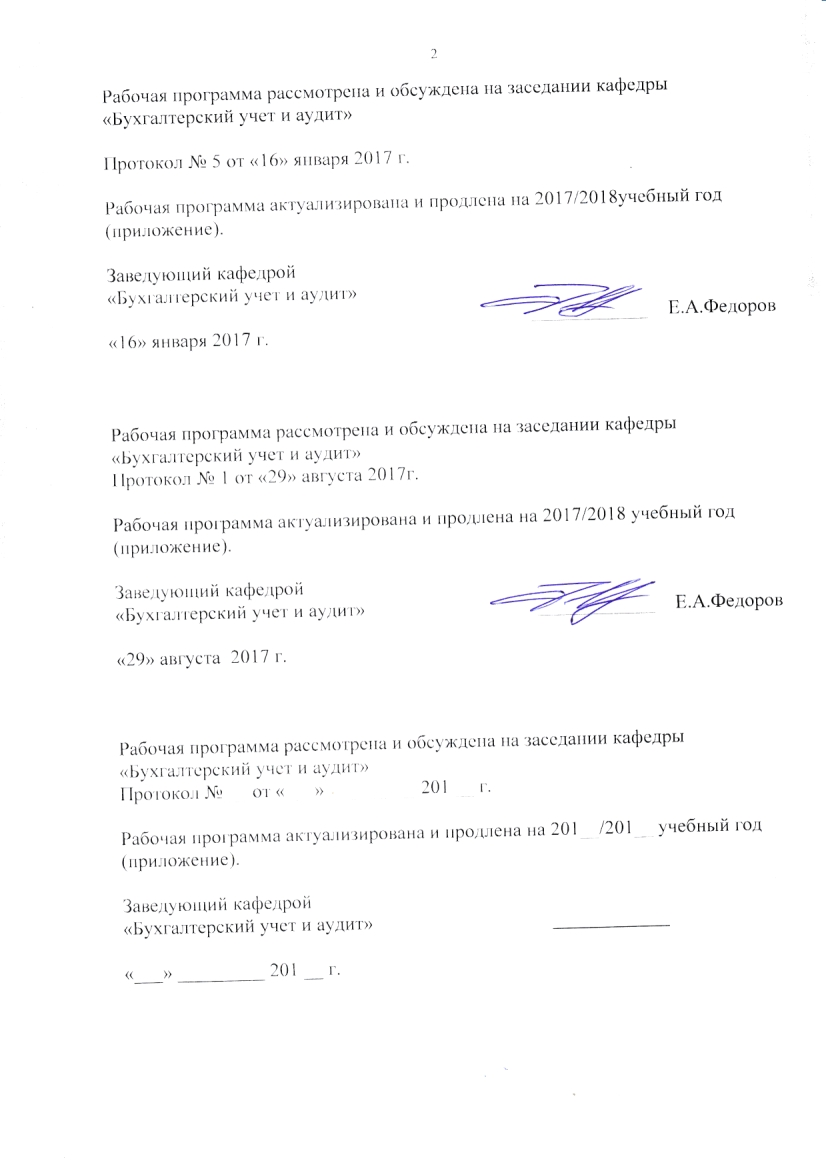 2
Рабочая программа рассмотрена и обсуждена на заседании кафедры
«Бухгалтерский учет и аудит»
Протокол № 5 от «16» января 2017 г.
Рабочая программа актуализирована и продлена на 2017/2018учебный год
(приложение).
Заведующий кафедрой
«Бухгалтерский учет и аудит»
Е.А.Федоров
«16» января 2017 г.
Рабочая программа рассмотрена и обсуждена на заседании кафедры
«Бухгалтерский учет и аудит»
Протокол № 1 от «29» августа 2017г.
Рабочая программа актуализирована и продлена на 2017/2018 учебный год
(приложение).
Заведующий кафедрой
«Бухгалтерский учет и аудит»
Е.А.Федоров
«29» августа 2017 г.
Рабочая программа рассмотрена и обсуждена на заседании кафедры
«Бухгалтерский учет и аудит»
Протокол № от « » 201 __ г.
Рабочая программа актуализирована и продлена на 201__ /201__ учебный год
(приложение).
Заведующий кафедрой
«Бухгалтерский учет и аудит» ____________
«___» _________ 201 __ г.